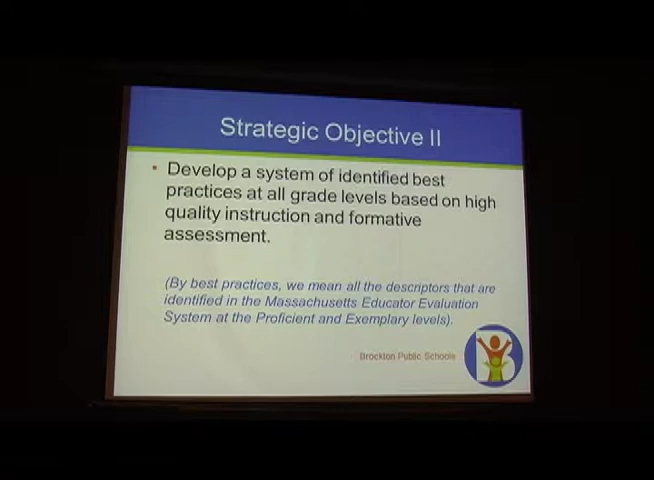 Strategic Objective II
• Develop a system of identified best
practices at all grade levels based on high
quality instruction and formative
assessment.
(By best practices, we mean all the descriptors that are
identified in the Massachusetts Educator Evaluation
System at the Proficient and Exemplary levels).
Brockton Public Schools
B